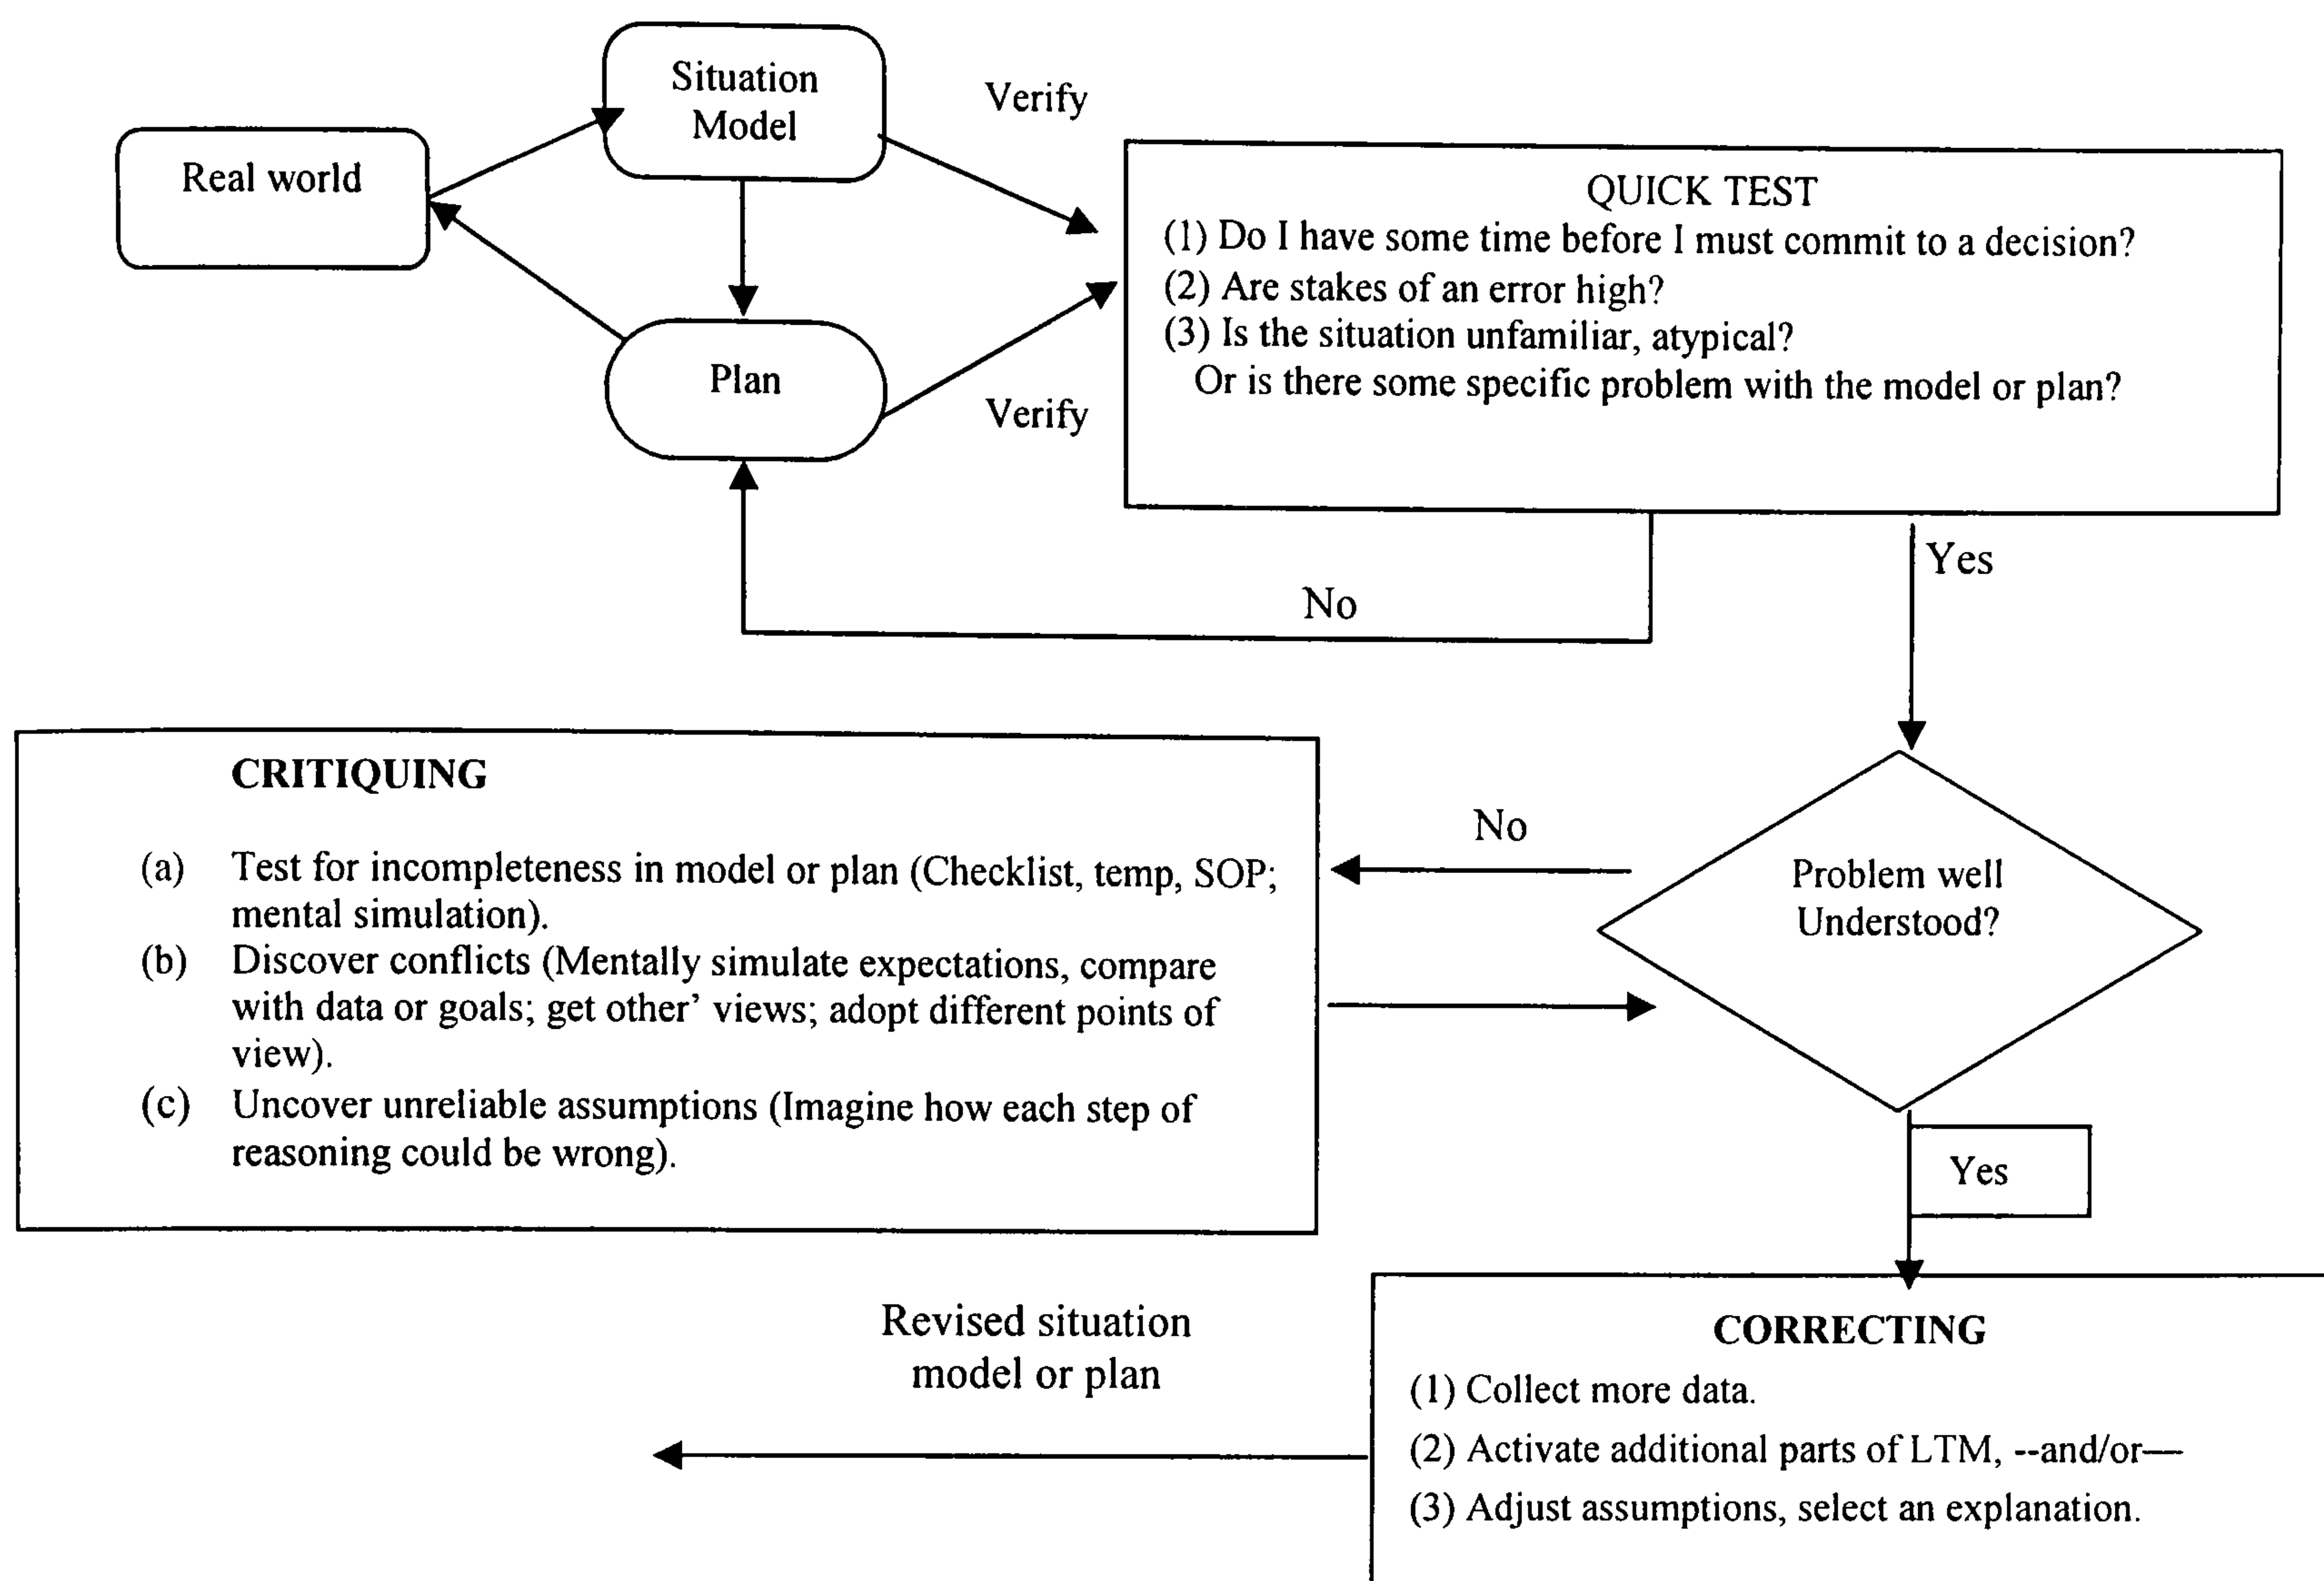 Situation
Model
Verify
Real world
QUICK TEST
(1) Do I have some time before I must commit to a decision?
(2) Are stakes of an error high?
(3) Is the situation unfamiliar, atypical?
Or is there some specific problem with the model or plan?
Plan
Verify
Yes
No
CRITIQUING
(a) Test for incompleteness in model or plan (Checklist, temp, SOP;
mental simulation).
(b) Discover conflicts (Mentally simulate expectations, compare
with data or goals; get other' views; adopt different points of
view).
(c) Uncover unreliable assumptions (Imagine how each step of
reasoning could be wrong).
No
Problem well
Understood?
Yes
Revised situation
model or plan
CORRECTING
(1) Collect more data.
(2) Activate additional parts of LTM, --and/or—
(3) Adjust assumptions, select an explanation.